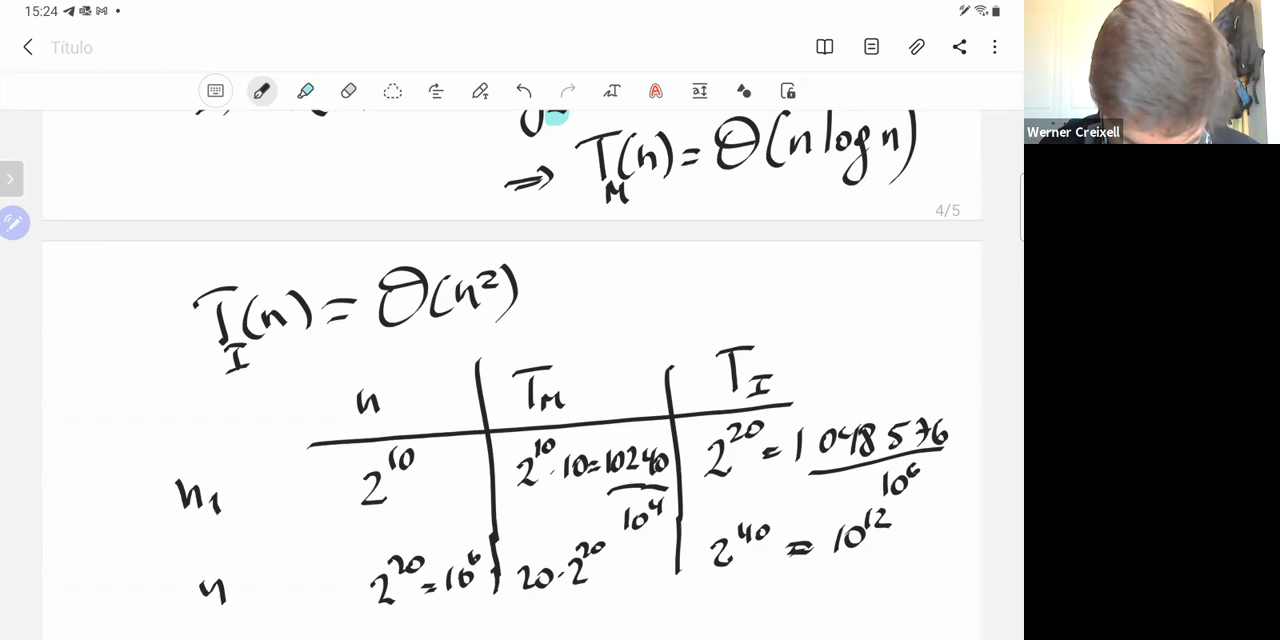 15:24
Título
Werner Creixell
⇒ T_M(n) = Θ(n log n)
4/5
T_I(n) = Θ(n²)
n | T_M | T_I
n₁ 2^10 | 2^10 · 10 = 10240 | 2^20 = 1 048 576
10^4 10^6
n 2^20 = 10^6 | 20 · 2^20 | 2^40 = 10^12